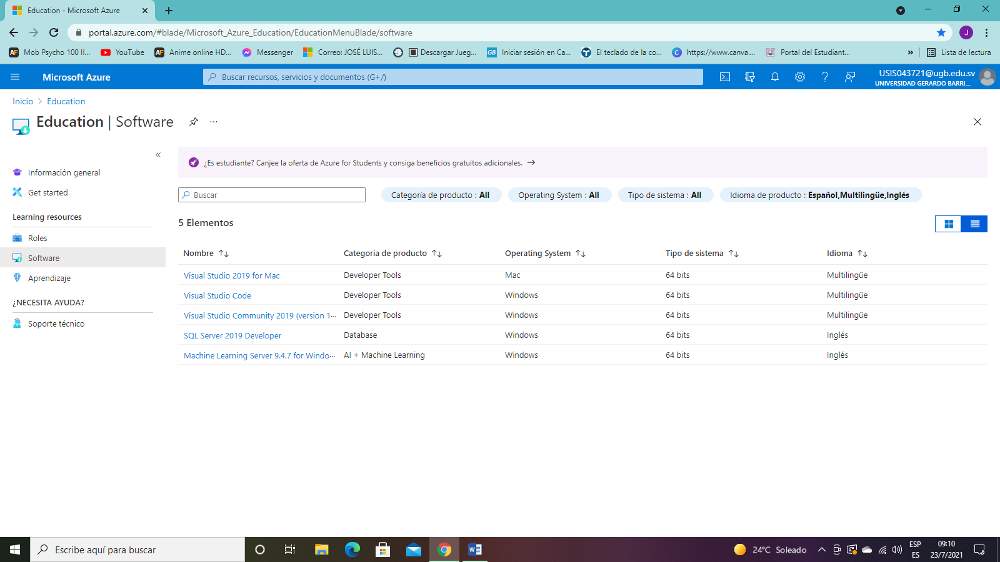 Education - Microsoft Azure
portal.azure.com/#blade/Microsoft_Azure_Education/EducationMenuBlade/software
J
AF Mob Psycho 100 II... YouTube AF Anime online HD... Messenger Correo: JOSÉ LUIS... Descargar Jueg... GB Iniciar sesión en Ca... T El teclado de la co... C https://www.canva.... Portal del Estudiant... » Lista de lectura
Microsoft Azure
Buscar recursos, servicios y documentos (G+/)
USIS043721@ugb.edu.sv
UNIVERSIDAD GERARDO BARRI...
Inicio > Education
Education | Software
...
«
¿Es estudiante? Canjee la oferta de Azure for Students y consiga beneficios gratuitos adicionales. →
Información general
Get started
Learning resources
Roles
Software
Aprendizaje
¿NECESITA AYUDA?
Soporte técnico
Buscar
Categoría de producto : All
Operating System : All
Tipo de sistema : All
Idioma de producto : Español,Multilingüe,Inglés
5 Elementos
Nombre ↑↓ Categoría de producto ↑↓ Operating System ↑↓ Tipo de sistema ↑↓ Idioma ↑↓
Visual Studio 2019 for Mac Developer Tools Mac 64 bits Multilingüe
Visual Studio Code Developer Tools Windows 64 bits Multilingüe
Visual Studio Community 2019 (version 1... Developer Tools Windows 64 bits Multilingüe
SQL Server 2019 Developer Database Windows 64 bits Inglés
Machine Learning Server 9.4.7 for Windo... AI + Machine Learning Windows 64 bits Inglés
Escribe aquí para buscar
24°C Soleado
ESP
ES
09:10
23/7/2021